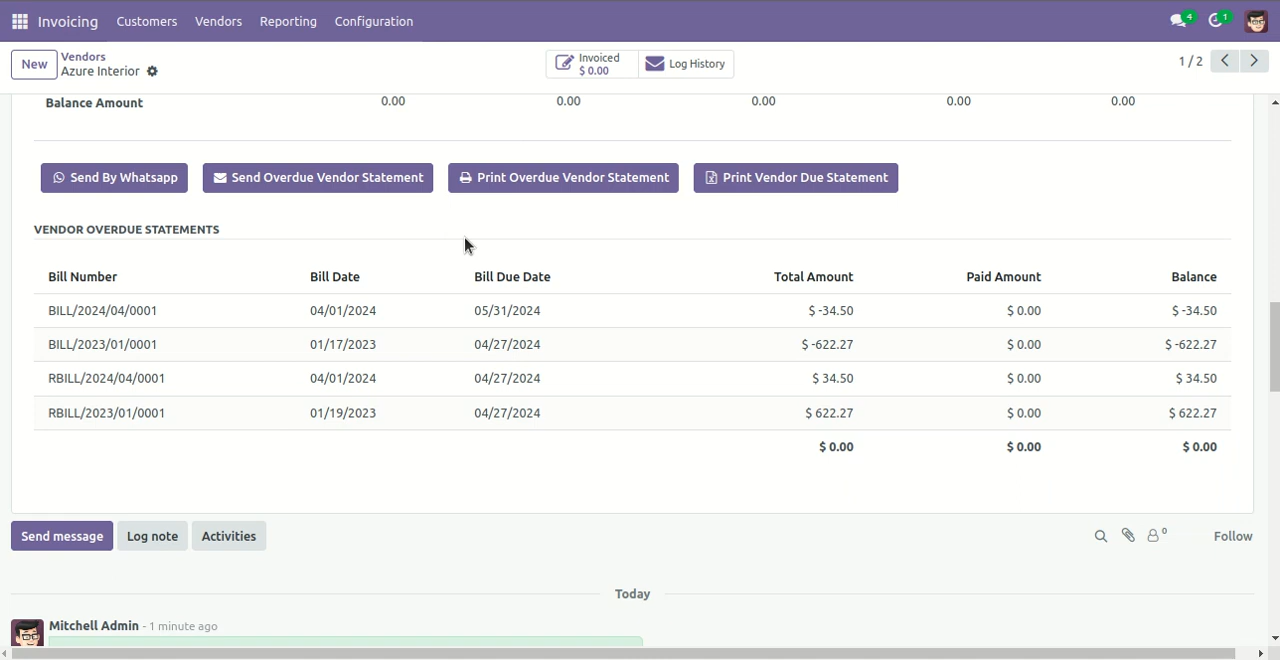 Invoicing Customers Vendors Reporting Configuration 4 1
New Vendors Azure Interior Invoiced $ 0.00 Log History 1 / 2
Balance Amount 0.00 0.00 0.00 0.00 0.00
Send By Whatsapp Send Overdue Vendor Statement Print Overdue Vendor Statement Print Vendor Due Statement
VENDOR OVERDUE STATEMENTS
Bill Number Bill Date Bill Due Date Total Amount Paid Amount Balance
BILL/2024/04/0001 04/01/2024 05/31/2024 $ -34.50 $ 0.00 $ -34.50
BILL/2023/01/0001 01/17/2023 04/27/2024 $ -622.27 $ 0.00 $ -622.27
RBILL/2024/04/0001 04/01/2024 04/27/2024 $ 34.50 $ 0.00 $ 34.50
RBILL/2023/01/0001 01/19/2023 04/27/2024 $ 622.27 $ 0.00 $ 622.27
$ 0.00 $ 0.00 $ 0.00
Send message Log note Activities 0 Follow
Today
Mitchell Admin - 1 minute ago